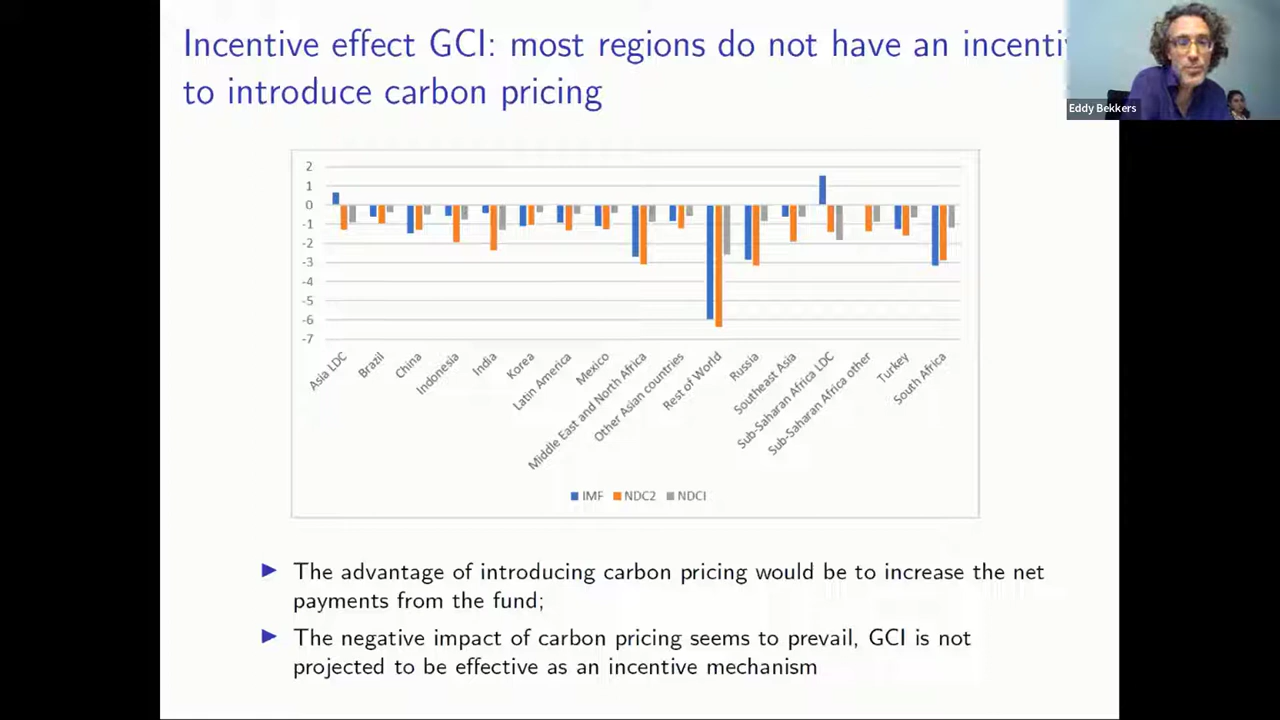 Incentive effect GCI: most regions do not have an incenti
to introduce carbon pricing
Eddy Bekkers
2
1
0
-1
-2
-3
-4
-5
-6
-7
Asia LDC
Brazil
China
Indonesia
India
Korea
Latin America
Mexico
Middle East and North Africa
Other Asian countries
Rest of World
Russia
Southeast Asia
Sub-Saharan Africa LDC
Sub-Saharan Africa other
Turkey
South Africa
IMF NDC2 NDCI
The advantage of introducing carbon pricing would be to increase the net
payments from the fund;
The negative impact of carbon pricing seems to prevail, GCI is not
projected to be effective as an incentive mechanism